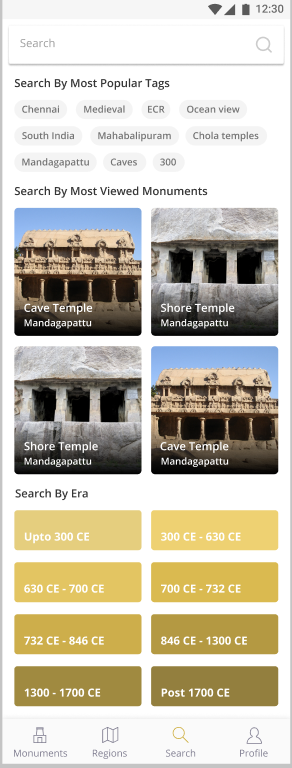 12:30
Search
Search By Most Popular Tags
Chennai Medieval ECR Ocean view
South India Mahabalipuram Chola temples
Mandagapattu Caves 300
Search By Most Viewed Monuments
Cave Temple
Mandagapattu
Shore Temple
Mandagapattu
Shore Temple
Mandagapattu
Cave Temple
Mandagapattu
Search By Era
Upto 300 CE 300 CE - 630 CE
630 CE - 700 CE 700 CE - 732 CE
732 CE - 846 CE 846 CE - 1300 CE
1300 - 1700 CE Post 1700 CE
Monuments Regions Search Profile